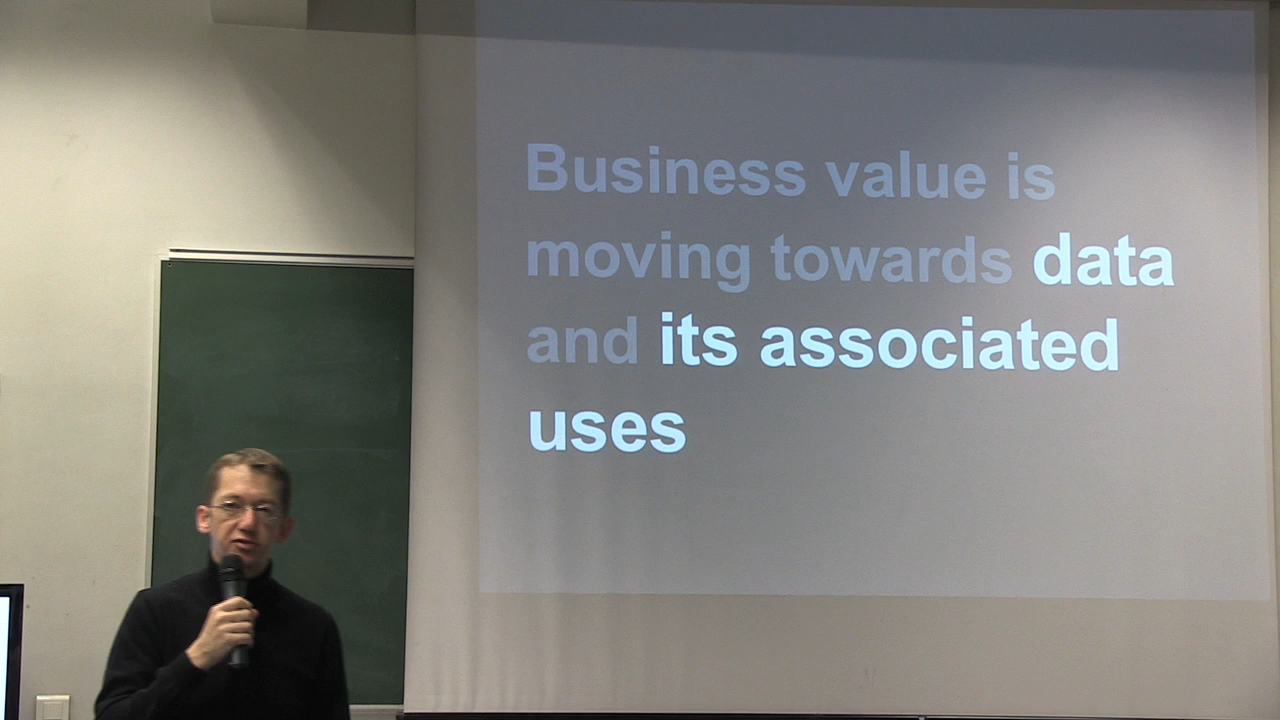 Business value is
moving towards data
and its associated
uses